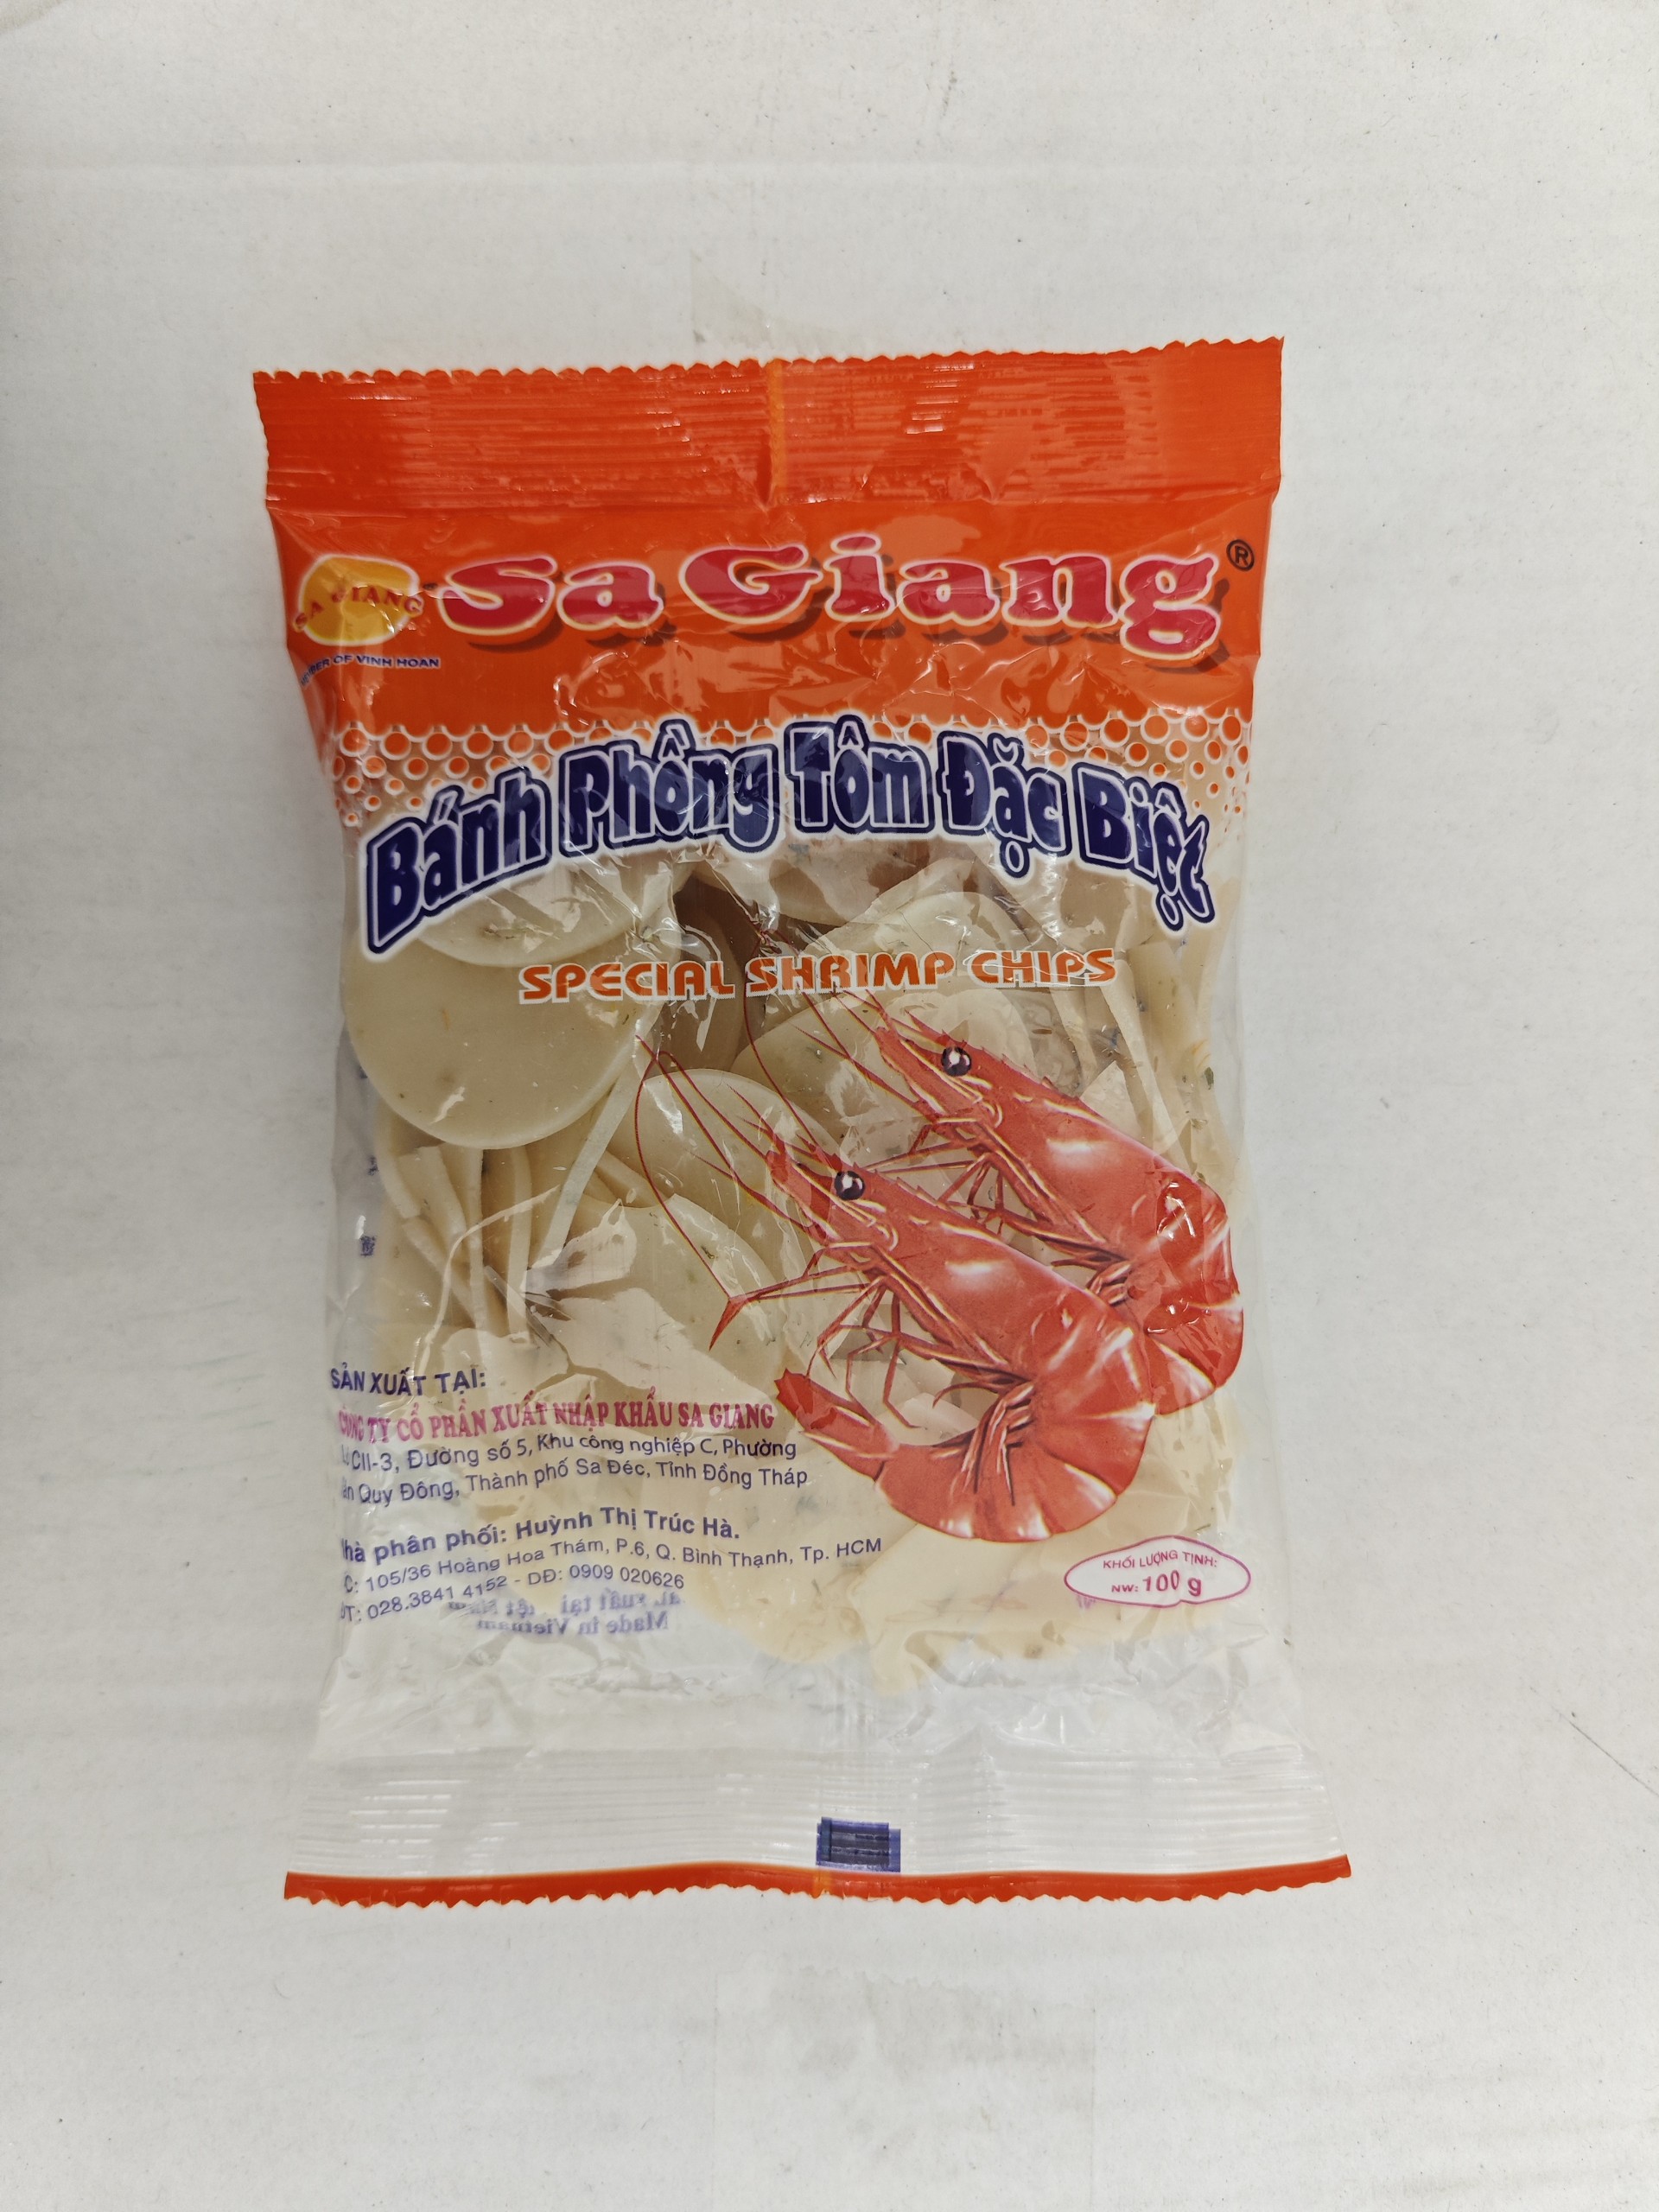 SA GIANG
Sa Giang®
MEMBER OF VINH HOAN
Bánh Phồng Tôm Đặc Biệt
SPECIAL SHRIMP CHIPS
SẢN XUẤT TẠI:
CÔNG TY CỔ PHẦN XUẤT NHẬP KHẨU SA GIANG
CII-3, Đường số 5, Khu công nghiệp C, Phường
Quy Đông, Thành phố Sa Đéc, Tỉnh Đồng Tháp
Nhà phân phối: Huỳnh Thị Trúc Hà.
ĐC: 105/36 Hoàng Hoa Thám, P.6, Q. Bình Thạnh, Tp. HCM
ĐT: 028.3841 4152 - DĐ: 0909 020626
KHỐI LƯỢNG TỊNH:
NW: 100 g
Made in Vietnam